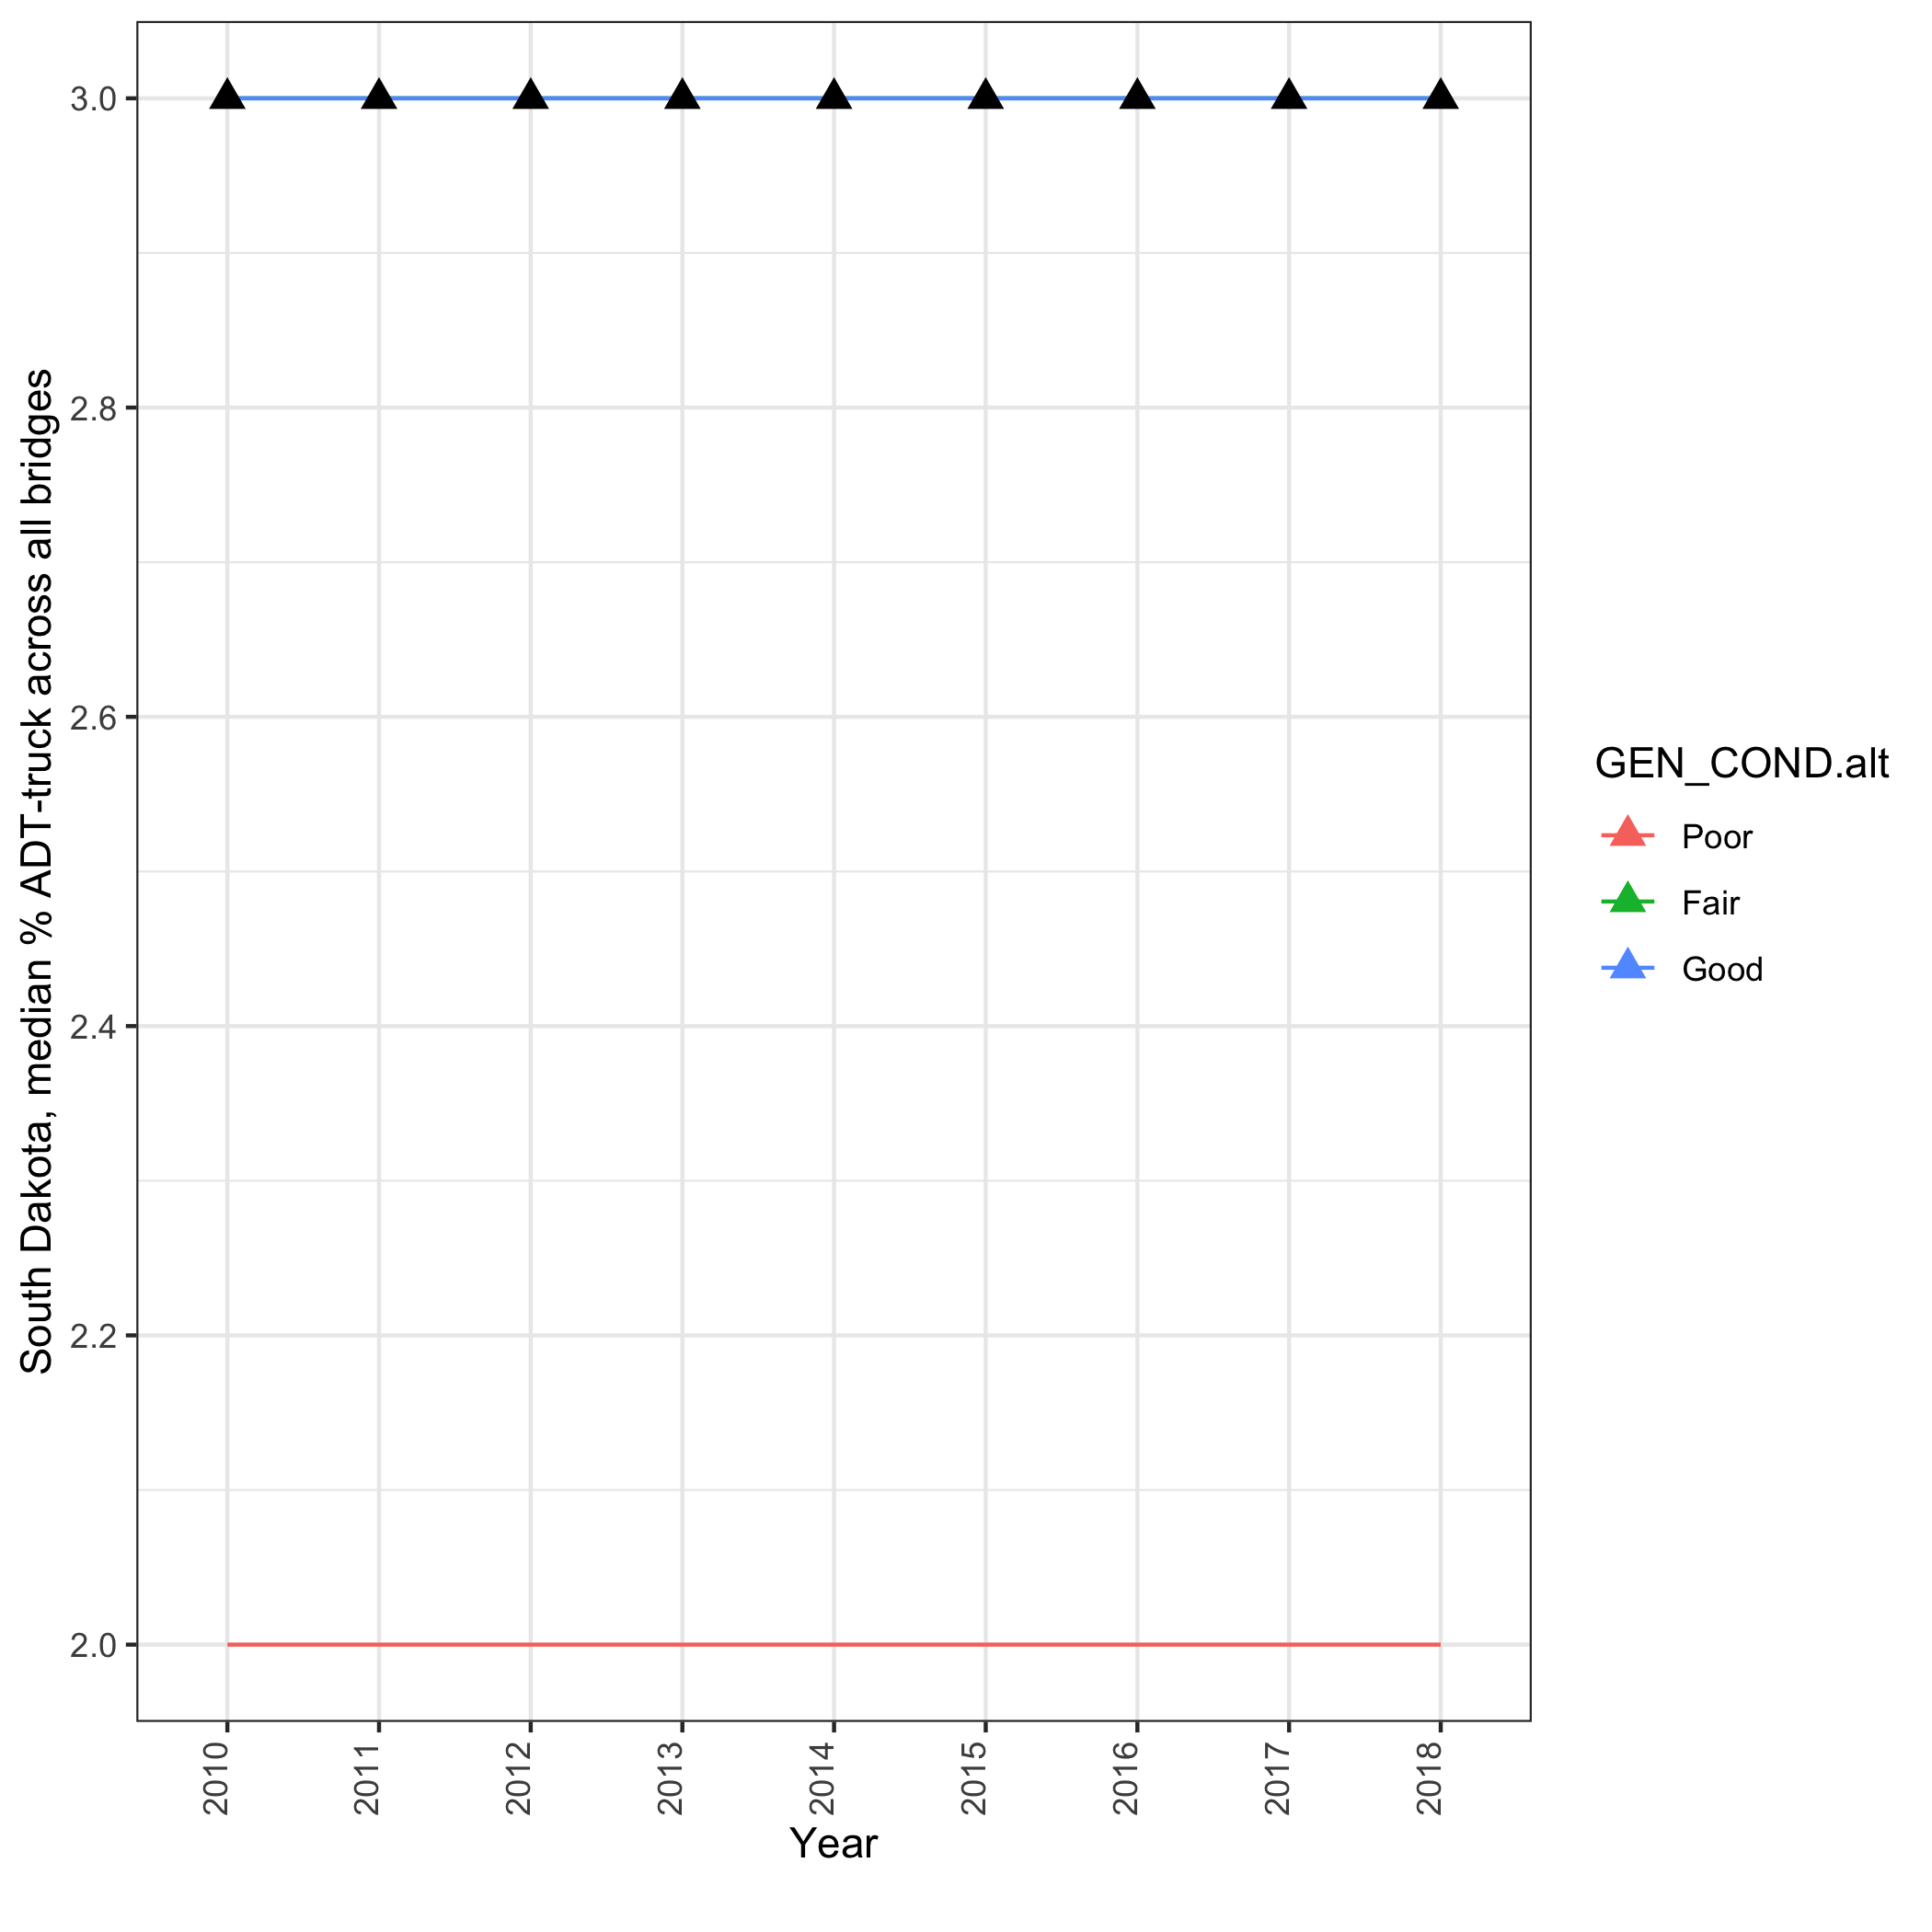 South Dakota, median % ADT-truck across all bridges
3.0
2.8
2.6
2.4
2.2
2.0
2010
2011
2012
2013
2014
2015
2016
2017
2018
Year
GEN_COND.alt
Poor
Fair
Good